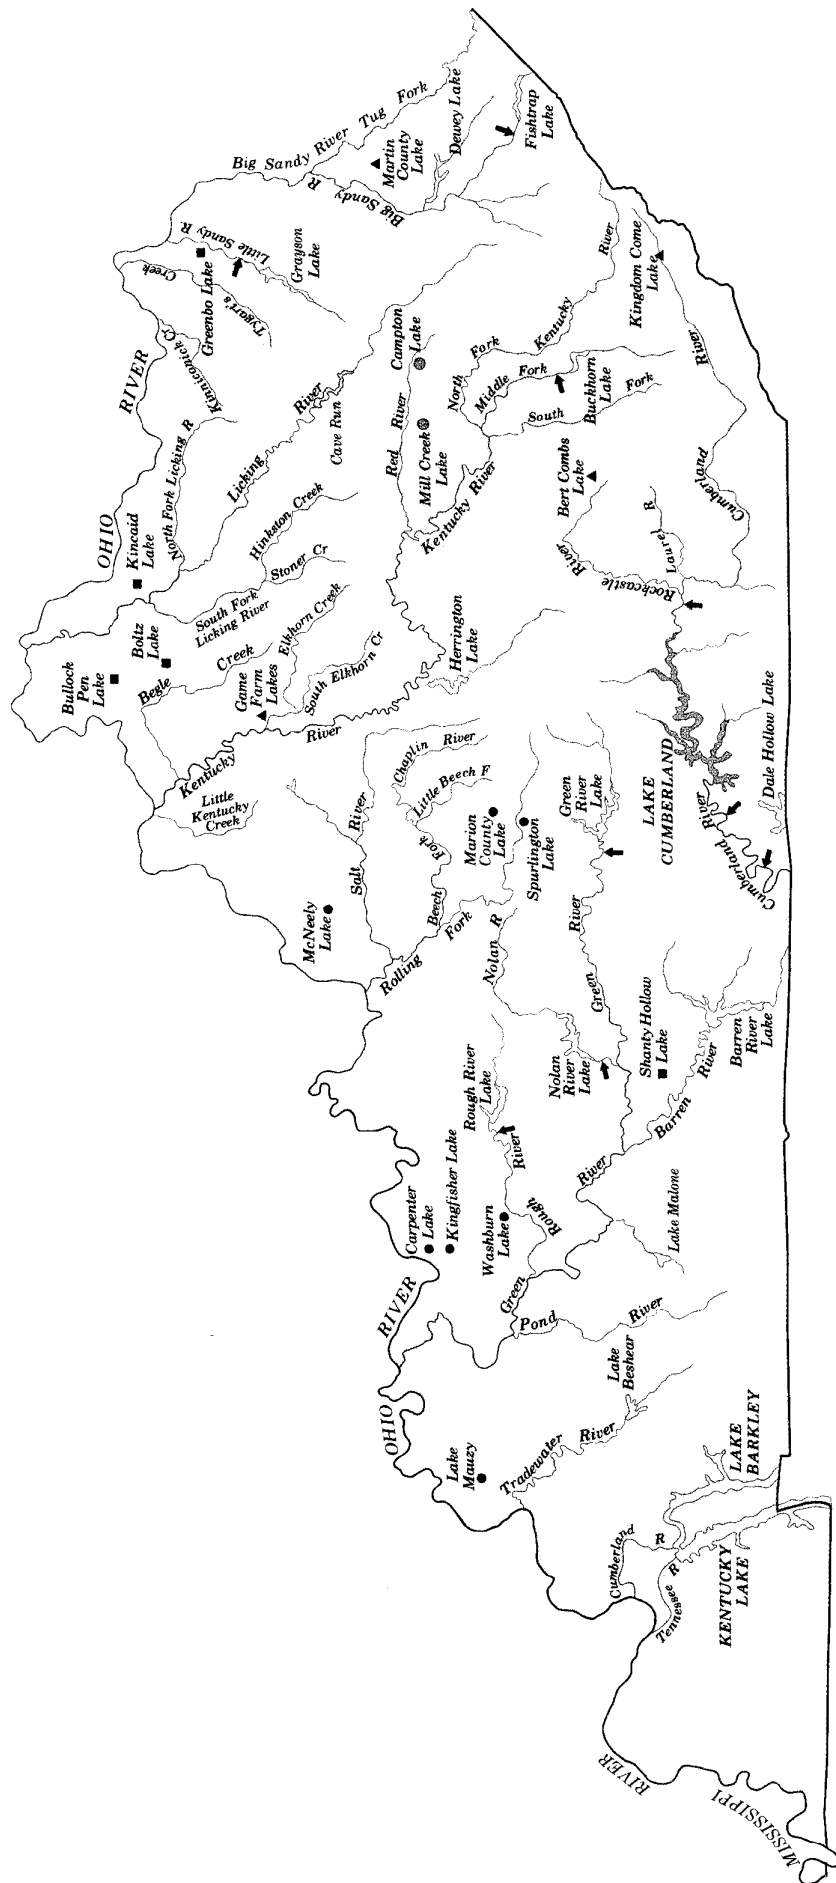 Big Sandy River Tug Fork
Martin
County
Lake
Dewey Lake
Fishtrap
Lake
Big Sandy R
Little Sandy R.
Grayson
Lake
Greenbo Lake
Tygart's
Creek
Kinniconick Cr
OHIO
RIVER
Kingdom Come
Lake
Cumberland
River
North Fork Kentucky River
Middle Fork
Buckhorn
Lake
South Fork
Campton
Lake
Red River
Mill Creek
Lake
Kentucky River
Bert Combs
Lake
Laurel R
Rockcastle
River
Licking River
Cave Run
North Fork Licking R
Hinkston Creek
Stoner Cr
South Fork
Licking River
Kincaid
Lake
Boltz
Lake
Bullock
Pen
Lake
Begle Creek
Game
Farm
Lakes
Elkhorn Creek
South Elkhorn Cr
Herrington
Lake
Kentucky River
Little
Kentucky
Creek
LAKE
CUMBERLAND
Dale Hollow Lake
Cumberland River
Green
River
Lake
Chaplin River
Little Beech F
Beech Fork
Marion
County
Lake
Spurlington
Lake
Salt River
Rolling Fork
McNeely
Lake
Nolan R
Green River
Nolan
River
Lake
Shanty Hollow
Lake
Barren
River
Lake
Barren River
Rough River
Lake
Rough River
Carpenter
Lake
Kingfisher Lake
Washburn
Lake
Lake Malone
Green
River
Pond River
OHIO
RIVER
Lake
Beshear
Tradewater River
Lake
Mauzy
LAKE
BARKLEY
KENTUCKY
LAKE
Cumberland R
Tennessee R
MISSISSIPPI
RIVER